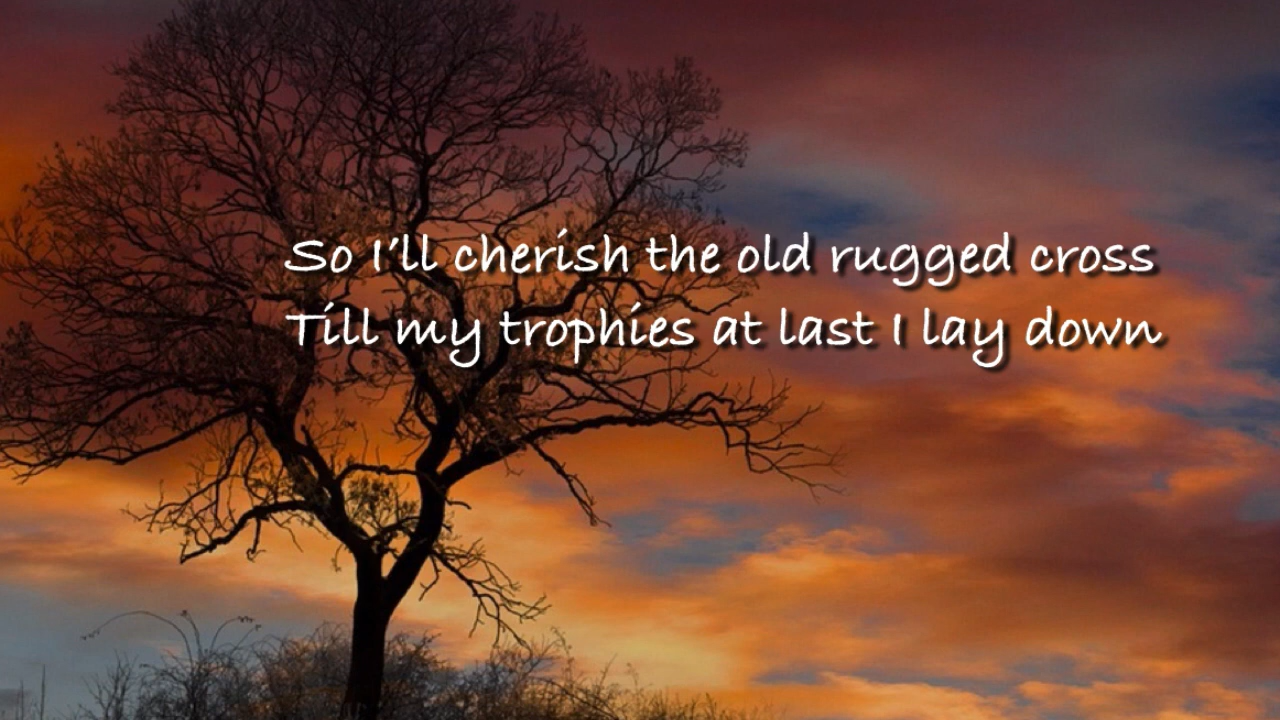 So I'll cherish the old rugged cross
Till my trophies at last I lay down